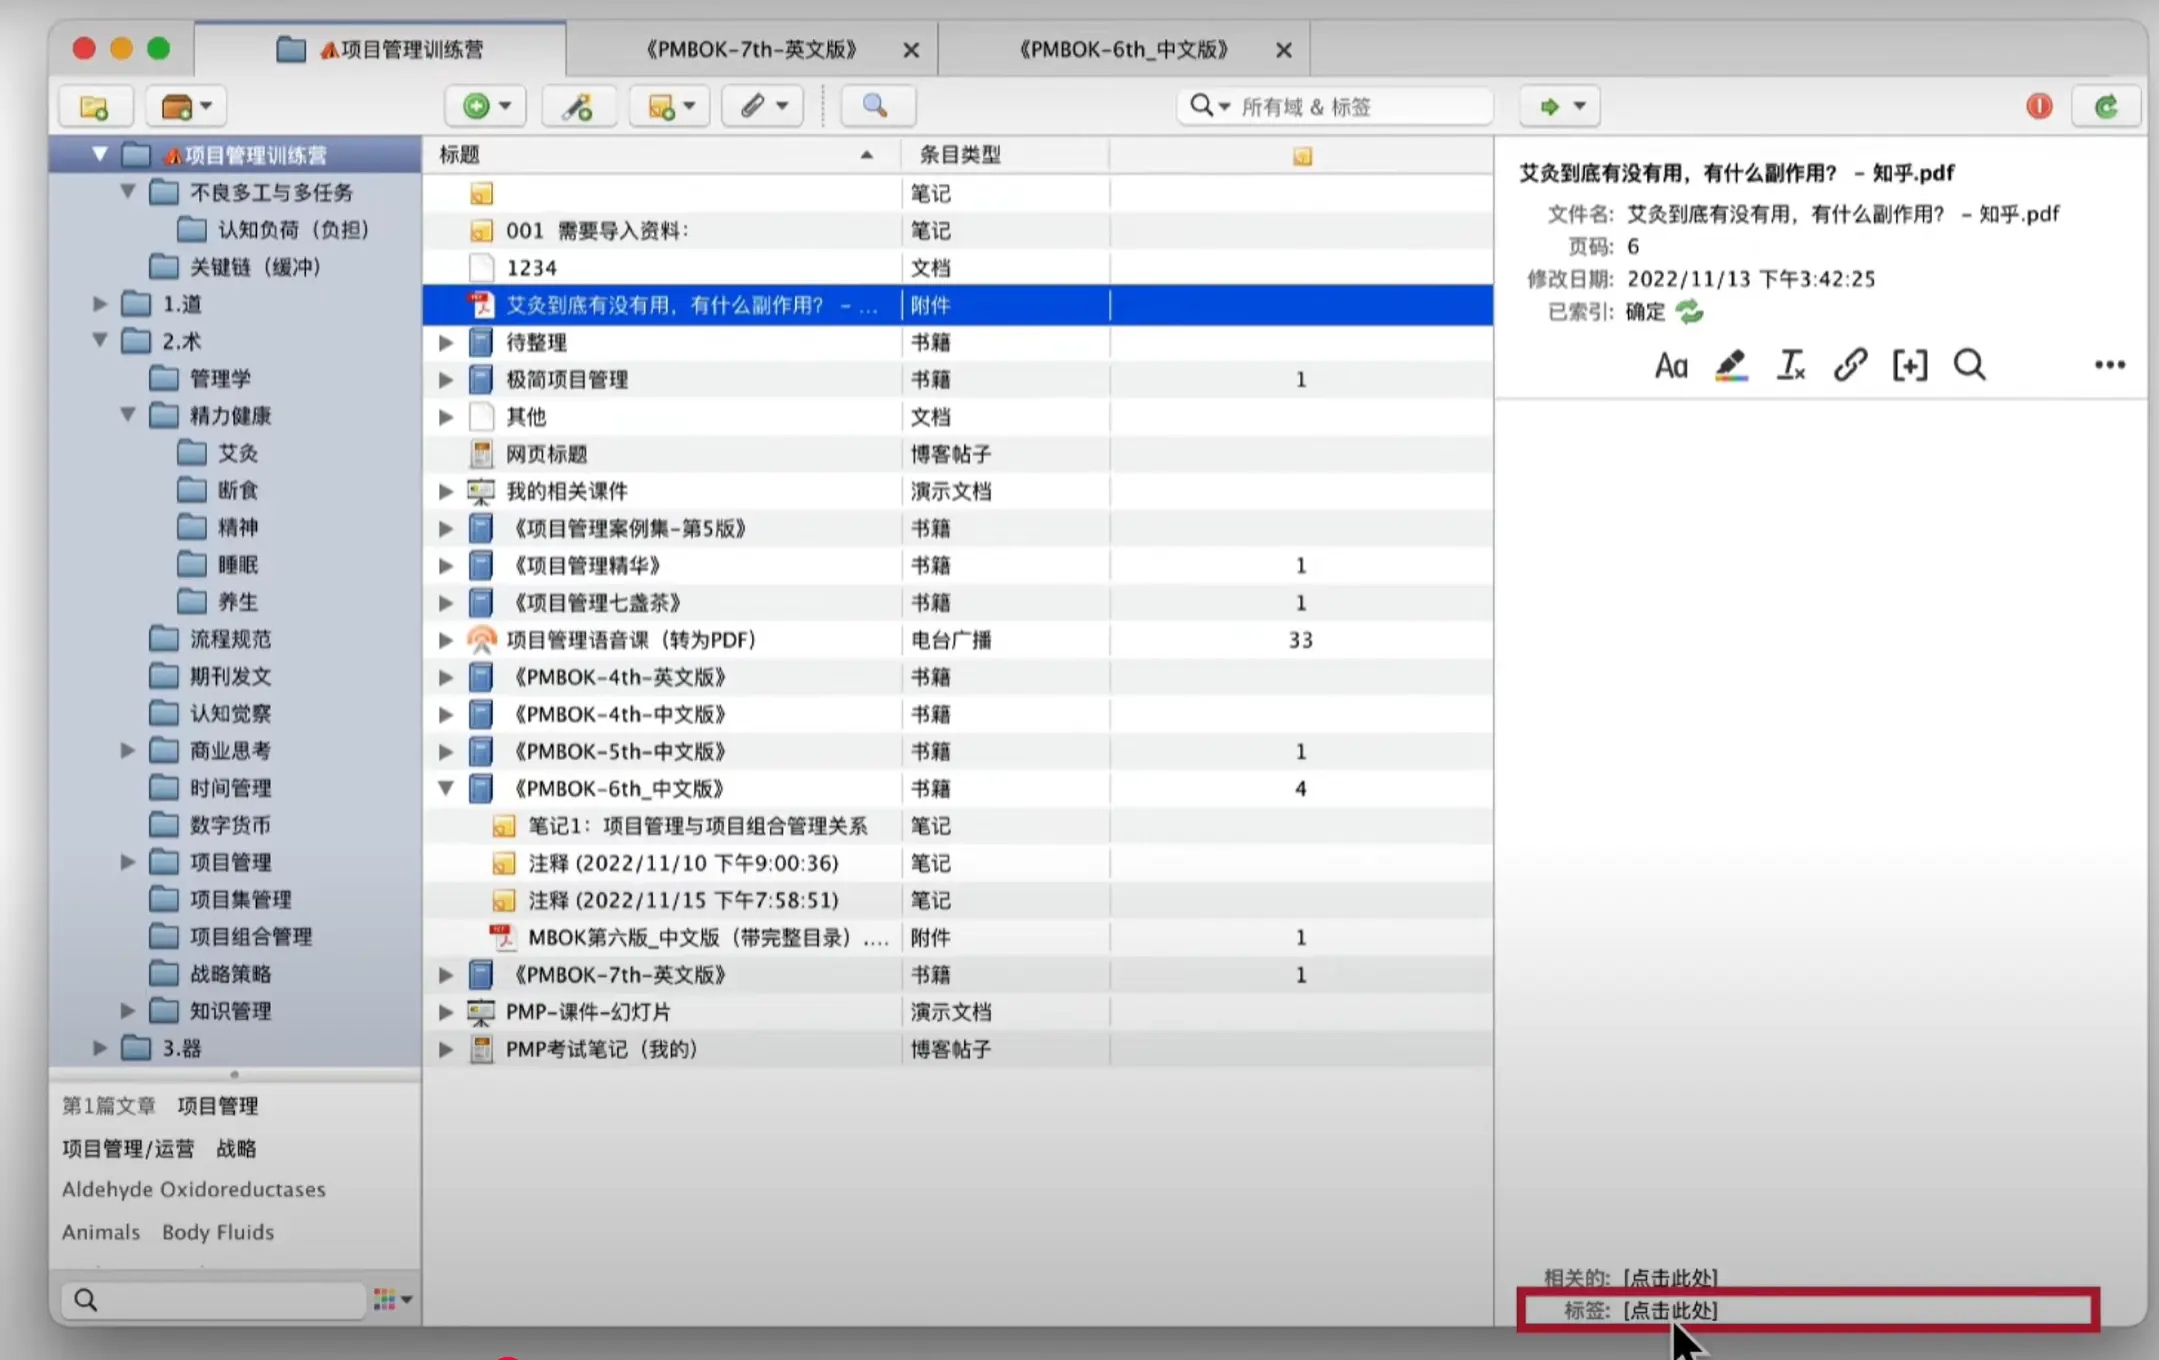 项目管理训练营
《PMBOK-7th-英文版》
《PMBOK-6th_中文版》
所有域 & 标签
项目管理训练营
不良多工与多任务
认知负荷（负担）
关键链（缓冲）
1.道
2.术
管理学
精力健康
艾灸
断食
精神
睡眠
养生
流程规范
期刊发文
认知觉察
商业思考
时间管理
数字货币
项目管理
项目集管理
项目组合管理
战略策略
知识管理
3.器
第1篇文章 项目管理
项目管理/运营 战略
Aldehyde Oxidoreductases
Animals Body Fluids
标题 条目类型
笔记
001 需要导入资料： 笔记
1234 文档
艾灸到底有没有用，有什么副作用？ - ... 附件
待整理 书籍
极简项目管理 书籍 1
其他 文档
网页标题 博客帖子
我的相关课件 演示文档
《项目管理案例集-第5版》 书籍
《项目管理精华》 书籍 1
《项目管理七盏茶》 书籍 1
项目管理语音课（转为PDF） 电台广播 33
《PMBOK-4th-英文版》 书籍
《PMBOK-4th-中文版》 书籍
《PMBOK-5th-中文版》 书籍 1
《PMBOK-6th_中文版》 书籍 4
笔记1：项目管理与项目组合管理关系 笔记
注释 (2022/11/10 下午9:00:36) 笔记
注释 (2022/11/15 下午7:58:51) 笔记
MBOK第六版_中文版（带完整目录）.... 附件 1
《PMBOK-7th-英文版》 书籍 1
PMP-课件-幻灯片 演示文档
PMP考试笔记（我的） 博客帖子
艾灸到底有没有用，有什么副作用？ - 知乎.pdf
文件名: 艾灸到底有没有用，有什么副作用？ - 知乎.pdf
页码: 6
修改日期: 2022/11/13 下午3:42:25
已索引: 确定
Aa
相关的: [点击此处]
标签: [点击此处]